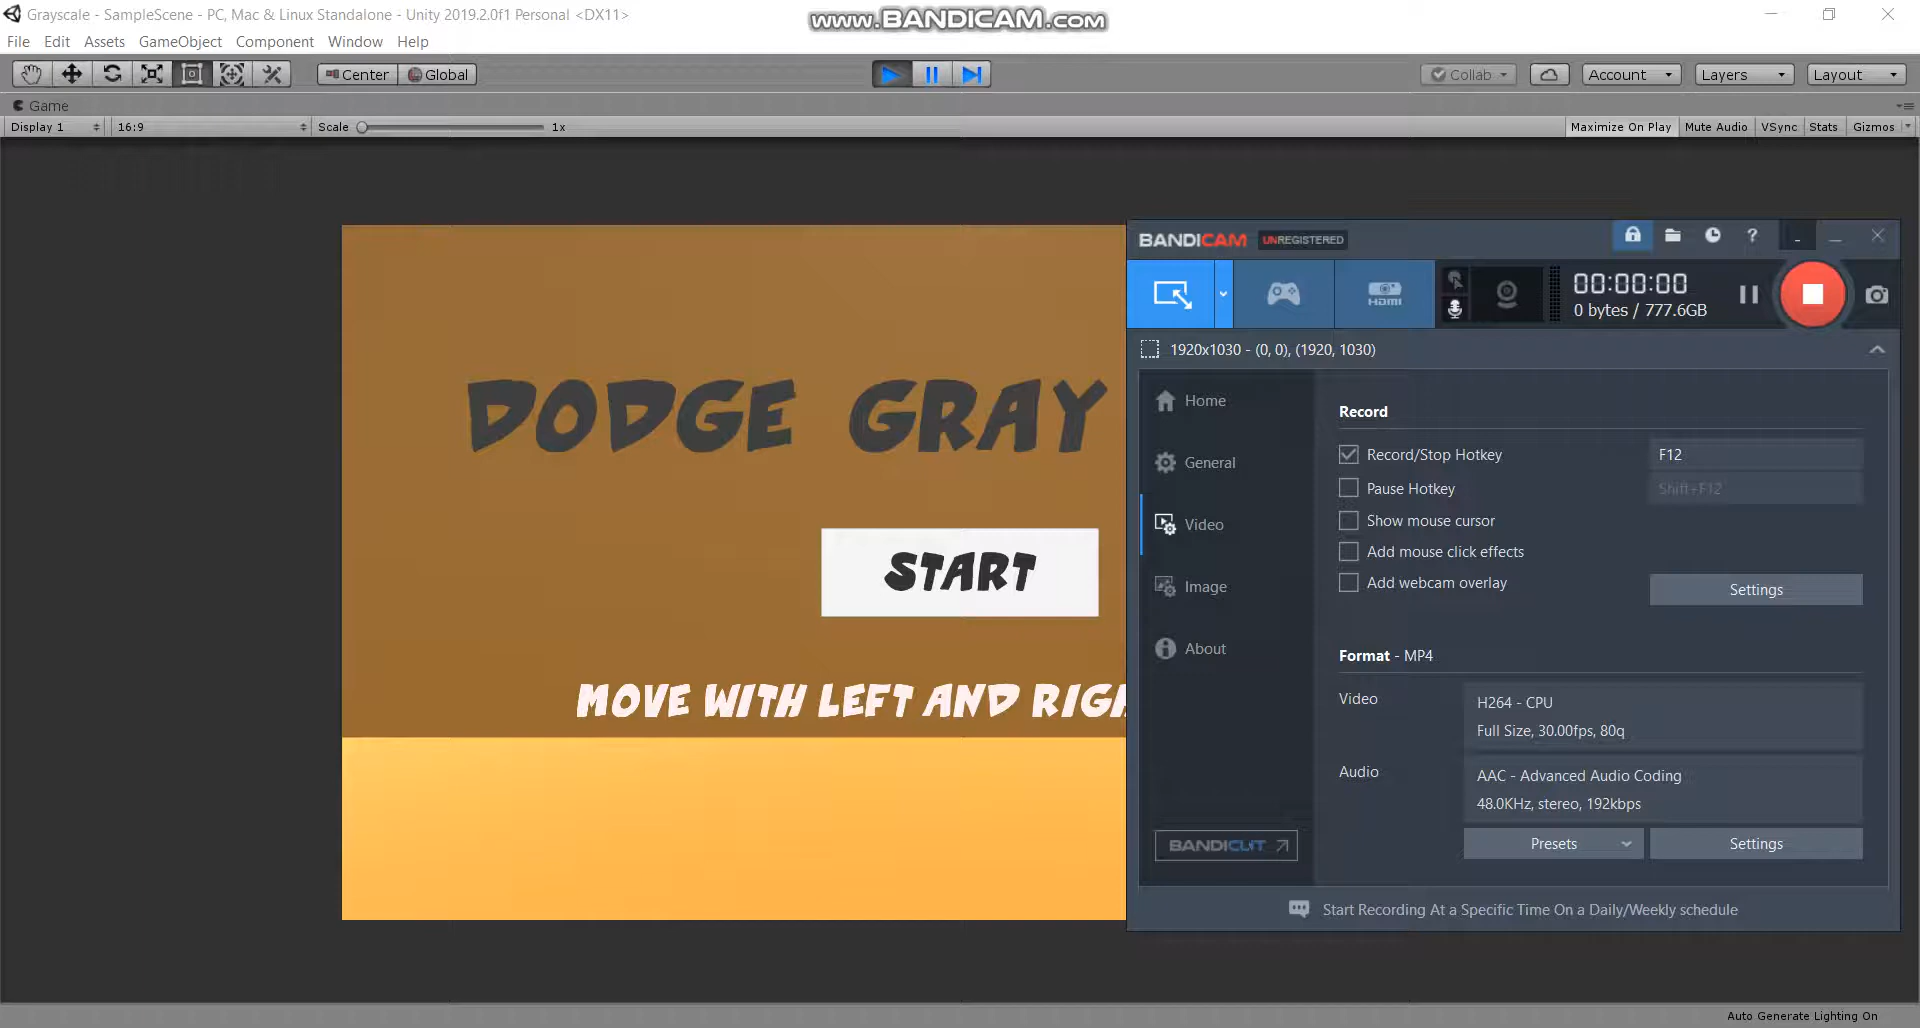 Grayscale - SampleScene - PC, Mac & Linux Standalone - Unity 2019.2.0f1 Personal <DX11>
www.BANDICAM.com
File Edit Assets GameObject Component Window Help
Center Global Collab Account Layers Layout
Game
Display 1 16:9 Scale 1x Maximize On Play Mute Audio VSync Stats Gizmos
BANDICAM UNREGISTERED ?
HDMI
00:00:00
0 bytes / 777.6GB
1920x1030 - (0, 0), (1920, 1030)
DODGE GRAY
START
MOVE WITH LEFT AND RIGH
Home
General
Video
Image
About
BANDICUT
Record
Record/Stop Hotkey F12
Pause Hotkey Shift+F12
Show mouse cursor
Add mouse click effects
Add webcam overlay
Settings
Format - MP4
Video
H264 - CPU
Full Size, 30.00fps, 80q
Audio
AAC - Advanced Audio Coding
48.0KHz, stereo, 192kbps
Presets Settings
Start Recording At a Specific Time On a Daily/Weekly schedule
Auto Generate Lighting On